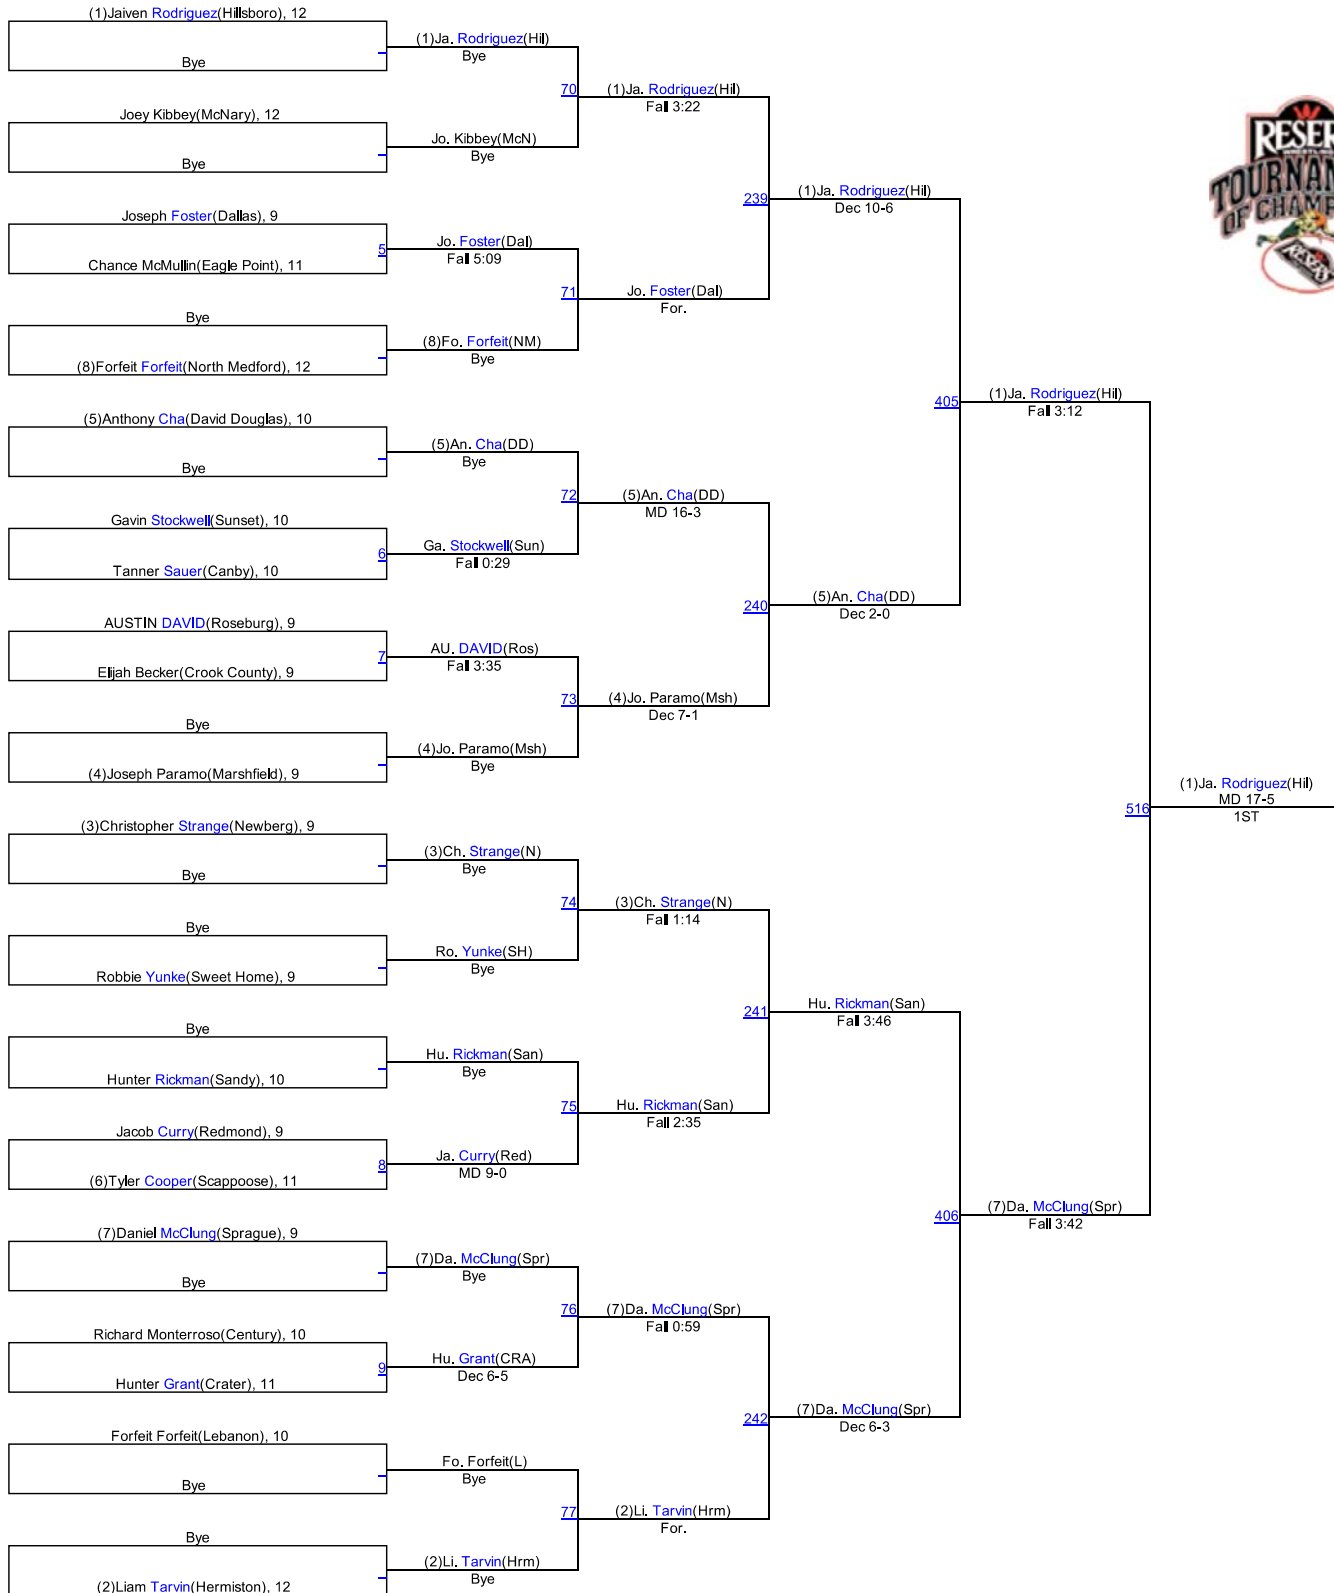 (1)Jaiven Rodriguez(Hillsboro), 12
Bye
Joey Kibbey(McNary), 12
Bye
Joseph Foster(Dallas), 9
5
Chance McMullin(Eagle Point), 11
Bye
(8)Forfeit Forfeit(North Medford), 12
(5)Anthony Cha(David Douglas), 10
Bye
Gavin Stockwell(Sunset), 10
6
Tanner Sauer(Canby), 10
AUSTIN DAVID(Roseburg), 9
7
Elijah Becker(Crook County), 9
Bye
(4)Joseph Paramo(Marshfield), 9
(3)Christopher Strange(Newberg), 9
Bye
Bye
Robbie Yunke(Sweet Home), 9
Bye
Hunter Rickman(Sandy), 10
Jacob Curry(Redmond), 9
8
(6)Tyler Cooper(Scappoose), 11
(7)Daniel McClung(Sprague), 9
Bye
Richard Monterroso(Century), 10
9
Hunter Grant(Crater), 11
Forfeit Forfeit(Lebanon), 10
Bye
Bye
(2)Liam Tarvin(Hermiston), 12
(1)Ja. Rodriguez(Hil)
Bye
70
Jo. Kibbey(McN)
Bye
Jo. Foster(Dal)
Fall 5:09
71
(8)Fo. Forfeit(NM)
Bye
(5)An. Cha(DD)
Bye
72
Ga. Stockwell(Sun)
Fall 0:29
AU. DAVID(Ros)
Fall 3:35
73
(4)Jo. Paramo(Msh)
Bye
(3)Ch. Strange(N)
Bye
74
Ro. Yunke(SH)
Bye
Hu. Rickman(San)
Bye
75
Ja. Curry(Red)
MD 9-0
(7)Da. McClung(Spr)
Bye
76
Hu. Grant(CRA)
Dec 6-5
Fo. Forfeit(L)
Bye
77
(2)Li. Tarvin(Hrm)
Bye
(1)Ja. Rodriguez(Hil)
Fall 3:22
239
Jo. Foster(Dal)
For.
(5)An. Cha(DD)
MD 16-3
240
(4)Jo. Paramo(Msh)
Dec 7-1
(3)Ch. Strange(N)
Fall 1:14
241
Hu. Rickman(San)
Fall 2:35
(7)Da. McClung(Spr)
Fall 0:59
242
(2)Li. Tarvin(Hrm)
For.
(1)Ja. Rodriguez(Hil)
Dec 10-6
405
(5)An. Cha(DD)
Dec 2-0
Hu. Rickman(San)
Fall 3:46
406
(7)Da. McClung(Spr)
Dec 6-3
(1)Ja. Rodriguez(Hil)
Fall 3:12
516
(7)Da. McClung(Spr)
Fall 3:42
(1)Ja. Rodriguez(Hil)
MD 17-5
1ST
RESER
TOURNAM
OF CHAMP
RESER'S